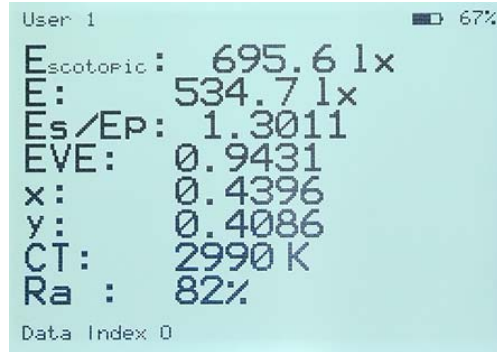 User 1 67%
Escotopic: 695.6 lx
E: 534.7 lx
Es/Ep: 1.3011
EVE: 0.9431
x: 0.4396
y: 0.4086
CT: 2990 K
Ra : 82%
Data Index 0